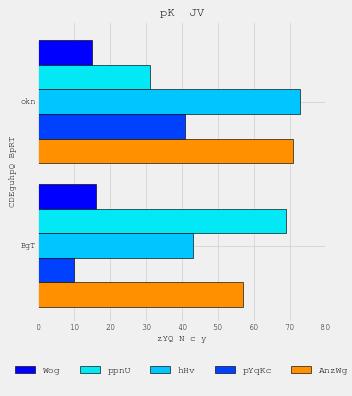 pK JV
CDEguhpQ BpRT
okn
BgT
0 10 20 30 40 50 60 70 80
zYQ N c y
Wog ppnU hHv pYqKc AnzWg